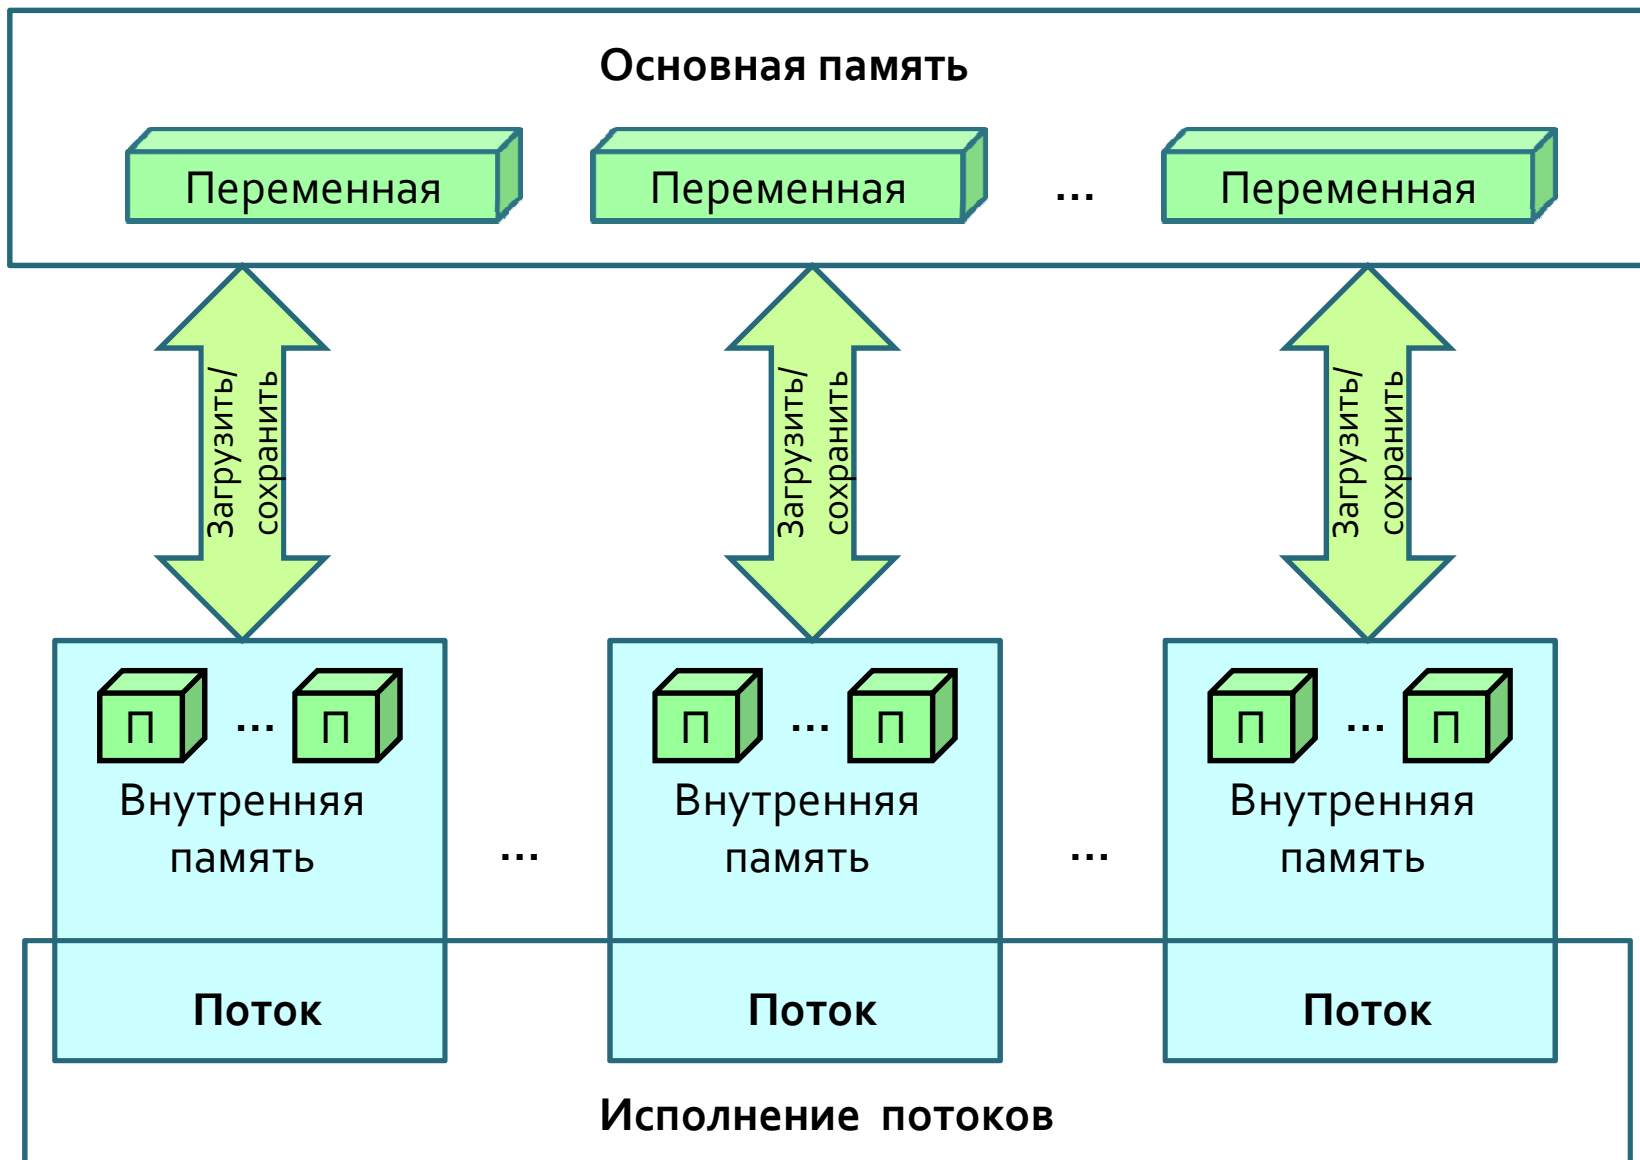 Основная память
Переменная
Переменная
...
Переменная
Загрузить/
сохранить
Загрузить/
сохранить
Загрузить/
сохранить
П ... П
П ... П
П ... П
Внутренняя
память
...
Внутренняя
память
...
Внутренняя
память
Поток
Поток
Поток
Исполнение потоков